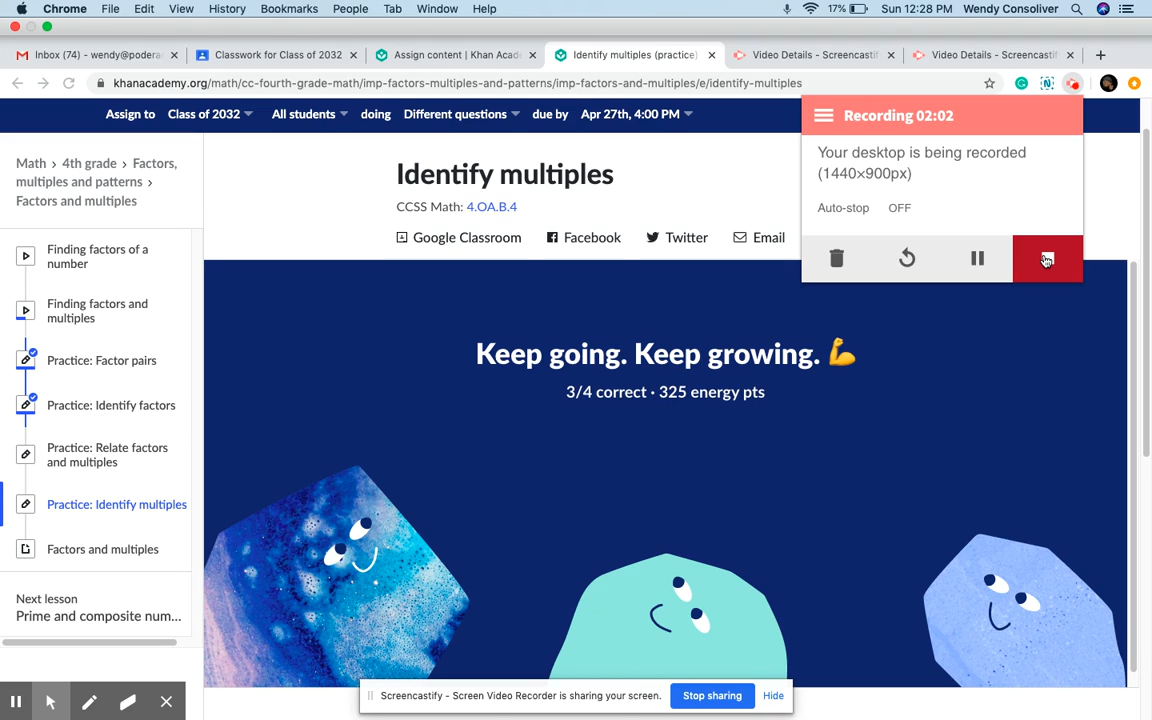 Chrome File Edit View History Bookmarks People Tab Window Help 17% Sun 12:28 PM Wendy Consoliver
Inbox (74) - wendy@podera Classwork for Class of 2032 Assign content | Khan Acade Identify multiples (practice) Video Details - Screencastif Video Details - Screencastif
khanacademy.org/math/cc-fourth-grade-math/imp-factors-multiples-and-patterns/imp-factors-and-multiples/e/identify-multiples
Assign to Class of 2032 All students doing Different questions due by Apr 27th, 4:00 PM
Recording 02:02
Your desktop is being recorded
(1440×900px)
Auto-stop OFF
Math › 4th grade › Factors,
multiples and patterns ›
Factors and multiples
Identify multiples
CCSS Math: 4.OA.B.4
Google Classroom Facebook Twitter Email
Finding factors of a
number
Finding factors and
multiples
Practice: Factor pairs
Practice: Identify factors
Practice: Relate factors
and multiples
Practice: Identify multiples
Factors and multiples
Next lesson
Prime and composite num...
Keep going. Keep growing. 💪
3/4 correct · 325 energy pts
Screencastify - Screen Video Recorder is sharing your screen. Stop sharing Hide